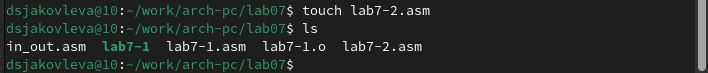 dsjakovleva@10:~/work/arch-pc/lab07$ touch lab7-2.asm
dsjakovleva@10:~/work/arch-pc/lab07$ ls
in_out.asm  lab7-1  lab7-1.asm  lab7-1.o  lab7-2.asm
dsjakovleva@10:~/work/arch-pc/lab07$